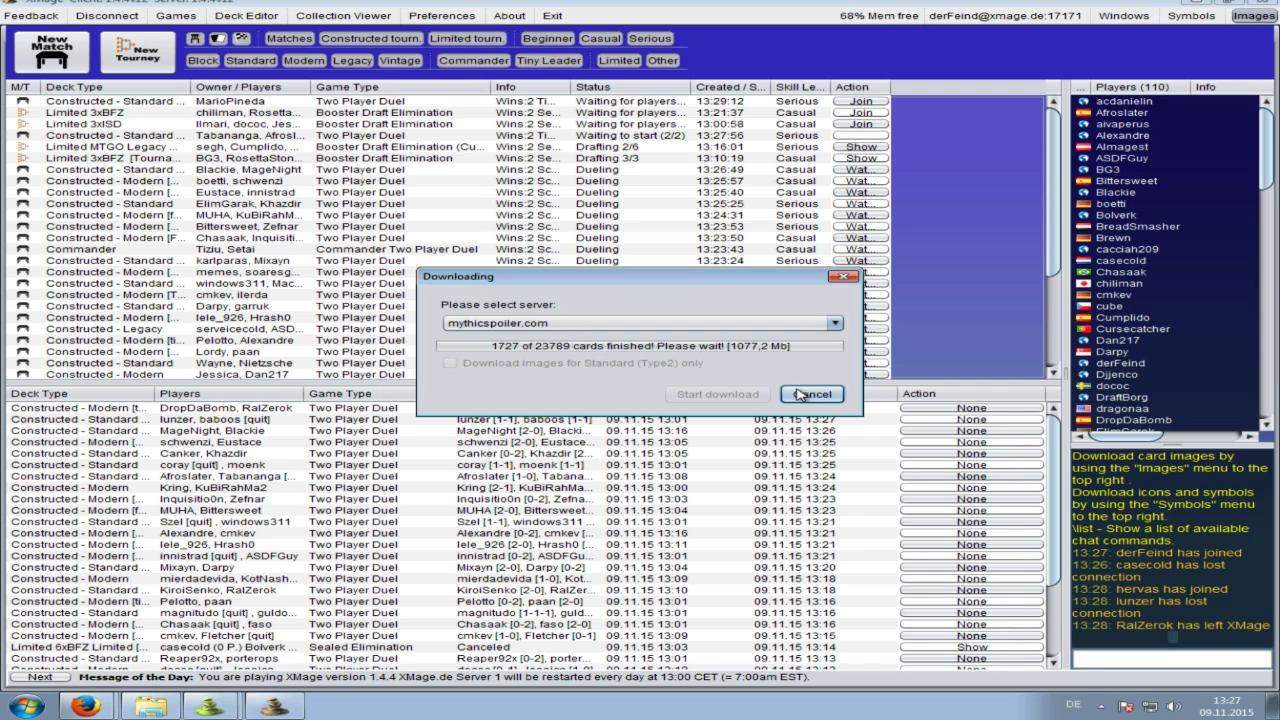 XMage Client: 1.4.4v12 Server: 1.4.4v12
Feedback Disconnect Games Deck Editor Collection Viewer Preferences About Exit 68% Mem free derFeind@xmage.de:17171 Windows Symbols Images
New Match New Tourney Matches Constructed tourn. Limited tourn. Beginner Casual Serious
Block Standard Modern Legacy Vintage Commander Tiny Leader Limited Other
M/T Deck Type Owner / Players Game Type Info Status Created / S... Skill Le... Action
Constructed - Standard ... MarioPineda Two Player Duel Wins:2 Ti... Waiting for players... 13:29:12 Serious Join
Limited 3xBFZ chiliman, Rosetta... Booster Draft Elimination Waiting for players... 13:21:37 Casual Join
Limited 3xISD Ilmari, dococ, Jes... Booster Draft Elimination Waiting for players... 13:00:58 Casual Join
Constructed - Standard ... Tabananga, Afrosl... Two Player Duel Wins:2 Ti... Waiting to start (2/2) 13:27:56 Serious
Limited MTGO Legacy ... segh, Cumplido, ... Booster Draft Elimination (Cu... Drafting 2/6 13:16:01 Serious Show
Limited 3xBFZ [Tourna... BG3, RosettaSton... Booster Draft Elimination Drafting 3/3 13:10:19 Casual Show
Constructed - Standard ... Blackie, MageNight Two Player Duel Wins:2 Sc... Dueling 13:26:49 Casual Wat...
Constructed - Modern [... boetti, schwenzi Two Player Duel Wins:2 Sc... Dueling 13:25:57 Casual Wat...
Constructed - Modern [... Eustace, innistrad Two Player Duel Wins:2 Sc... Dueling 13:25:40 Casual Wat...
Constructed - Standard ... ElimGarak, Khazdir Two Player Duel Wins:2 Sc... Dueling 13:25:25 Casual Wat...
Constructed - Modern [f... MUHA, KuBiRahM... Two Player Duel Wins:2 Sc... Dueling 13:24:31 Casual Wat...
Constructed - Modern [... Bittersweet, Zefnar Two Player Duel Wins:2 Sc... Dueling 13:23:53 Serious Wat...
Constructed - Modern [F... Chasaak, Inquisiti... Two Player Duel Wins:2 Sc... Dueling 13:23:53 Casual Wat...
Commander Tiziu, Setai Commander Two Player Duel Wins:2 Sc... Dueling 13:23:43 Casual Wat...
Constructed - Standard ... karlparas, Mixayn Two Player Duel Wins:2 Sc... Dueling 13:23:24 Serious Wat...
Constructed - Modern [... memes, soaresg... Two Player Duel
Constructed - Standard ... windows311, Mac... Two Player Duel
Constructed - Modern [T... cmkev, ilerda Two Player Duel
Constructed - Standard ... Darpy, garruk Two Player Duel
Constructed - Modern [... lele_926, Hrash0 Two Player Duel
Constructed - Legacy serveicecold, ASD... Two Player Duel
Constructed - Modern [ti... Pelotto, Alexandre Two Player Duel
Constructed - Modern [... Lordy, paan Two Player Duel
Constructed - Standard Wayne, Nietzsche Two Player Duel
Constructed - Modern Jessica, Dan217 Two Player Duel
Downloading
Please select server:
mythicspoiler.com
1727 of 23789 cards finished! Please wait! [1077,2 Mb]
Download images for Standard (Type2) only
Start download Cancel
Deck Type Players Game Type Action
Constructed - Modern [t... DropDaBomb, RalZerok Two Player Duel None
Constructed - Standard ... lunzer, baboos [quit] Two Player Duel lunzer [1-1], baboos [1-1] 09.11.15 13:01 09.11.15 13:27 None
Constructed - Standard ... MageNight, Blackie Two Player Duel MageNight [2-0], Blacki... 09.11.15 13:16 09.11.15 13:26 None
Constructed - Modern [... schwenzi, Eustace Two Player Duel schwenzi [2-0], Eustace... 09.11.15 13:05 09.11.15 13:25 None
Constructed - Standard ... Canker, Khazdir Two Player Duel Canker [0-2], Khazdir [2... 09.11.15 13:05 09.11.15 13:25 None
Constructed - Standard coray [quit] , moenk Two Player Duel coray [1-1], moenk [1-1] 09.11.15 13:01 09.11.15 13:25 None
Constructed - Standard ... Afroslater, Tabananga [... Two Player Duel Afroslater [1-0], Tabana... 09.11.15 13:08 09.11.15 13:24 None
Constructed - Modern Kring, KuBiRahMa2 Two Player Duel Kring [2-1], KuBiRahMa... 09.11.15 13:01 09.11.15 13:24 None
Constructed - Modern [... Inquisitio0n, Zefnar Two Player Duel Inquisitio0n [0-2], Zefna... 09.11.15 13:03 09.11.15 13:23 None
Constructed - Modern [f... MUHA, Bittersweet Two Player Duel MUHA [2-0], Bittersweet... 09.11.15 13:04 09.11.15 13:23 None
Constructed - Standard ... Szel [quit] , windows311 Two Player Duel Szel [1-1], windows311 ... 09.11.15 13:01 09.11.15 13:21 None
Constructed - Modern [... Alexandre, cmkev Two Player Duel Alexandre [0-2], cmkev [... 09.11.15 13:01 09.11.15 13:21 None
Constructed - Modern [... lele_926, Hrash0 Two Player Duel lele_926 [2-0], Hrash0 [... 09.11.15 13:11 09.11.15 13:21 None
Constructed - Modern [... innistrad [quit] , ASDFGuy Two Player Duel innistrad [0-2], ASDFGu... 09.11.15 13:01 09.11.15 13:21 None
Constructed - Standard ... Mixayn, Darpy Two Player Duel Mixayn [2-0], Darpy [0-2] 09.11.15 13:04 09.11.15 13:20 None
Constructed - Modern mierdadevida, KotNash... Two Player Duel mierdadevida [1-0], Kot... 09.11.15 13:09 09.11.15 13:18 None
Constructed - Standard ... KiroiSenko, RalZerok Two Player Duel KiroiSenko [2-0], RalZer... 09.11.15 13:01 09.11.15 13:18 None
Constructed - Modern [ti... Pelotto, paan Two Player Duel Pelotto [0-2], paan [2-0] 09.11.15 13:01 09.11.15 13:16 None
Constructed - Standard magnitudo [quit] , guldo... Two Player Duel magnitudo [1-1-1], guld... 09.11.15 13:01 09.11.15 13:16 None
Constructed - Modern [... Chasaak [quit] , faso Two Player Duel Chasaak [0-2], faso [2-0] 09.11.15 13:01 09.11.15 13:16 None
Constructed - Modern [... cmkev, Fletcher [quit] Two Player Duel cmkev [1-0], Fletcher [0-1] 09.11.15 13:09 09.11.15 13:15 None
Limited 6xBFZ Limited [... casecold (0 P.) Bolverk ... Sealed Elimination Canceled 09.11.15 13:03 09.11.15 13:14 Show
Constructed - Standard ... Reaper92x, porterops Two Player Duel Reaper92x [0-2], porter... 09.11.15 13:01 09.11.15 13:13 None
Next Message of the Day: You are playing XMage version 1.4.4 XMage.de Server 1 will be restarted every day at 13:00 CET (= 7:00am EST).
... Players (110) Info
acdanielin
Afroslater
aivaperus
Alexandre
Almagest
ASDFGuy
BG3
Bittersweet
Blackie
boetti
Bolverk
BreadSmasher
Brewn
cacciah209
casecold
Chasaak
chiliman
cmkev
cube
Cumplido
Cursecatcher
Dan217
Darpy
derFeind
Djjenco
dococ
DraftBorg
dragonaa
DropDaBomb
ElimGarak
Download card images by
using the "Images" menu to the
top right .
Download icons and symbols
by using the "Symbols" menu
to the top right.
\list - Show a list of available
chat commands.
13:27: derFeind has joined
13:26: casecold has lost
connection
13:28: hervas has joined
13:28: lunzer has lost
connection
13:28: RalZerok has left XMage
DE 13:27
09.11.2015